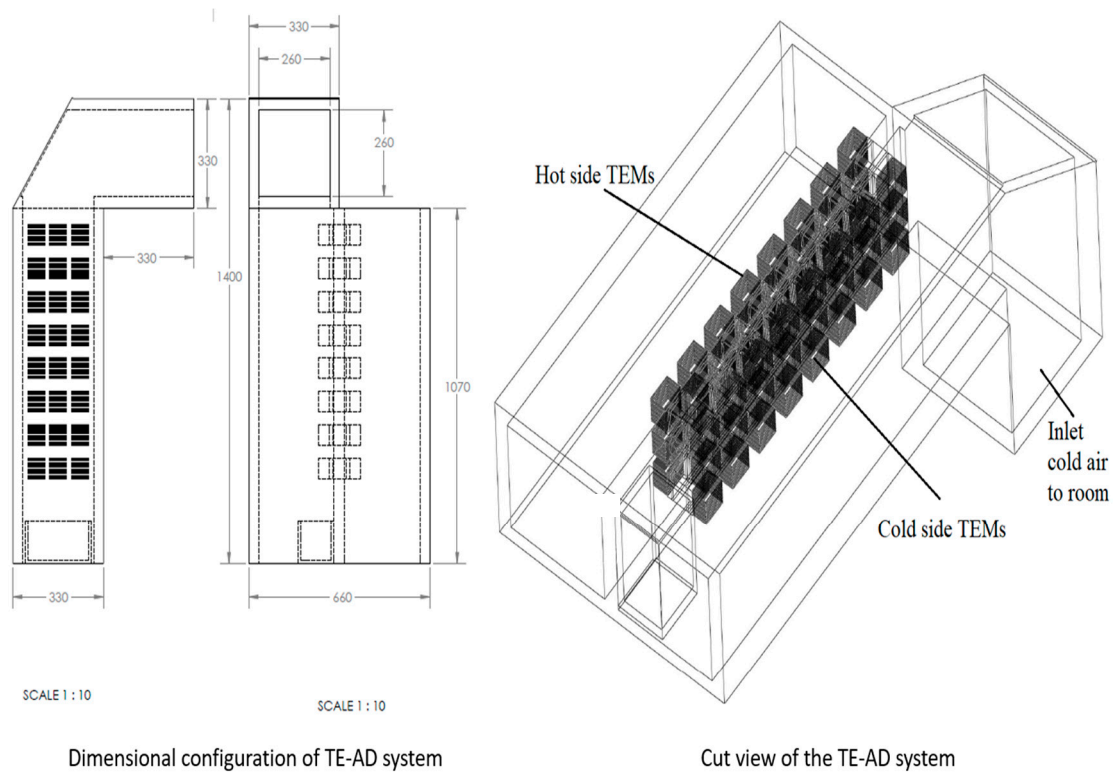 330
260
260
330
330
1400
1070
330
660
SCALE 1 : 10
SCALE 1 : 10
Dimensional configuration of TE-AD system
Hot side TEMs
Inlet
cold air
to room
Cold side TEMs
Cut view of the TE-AD system